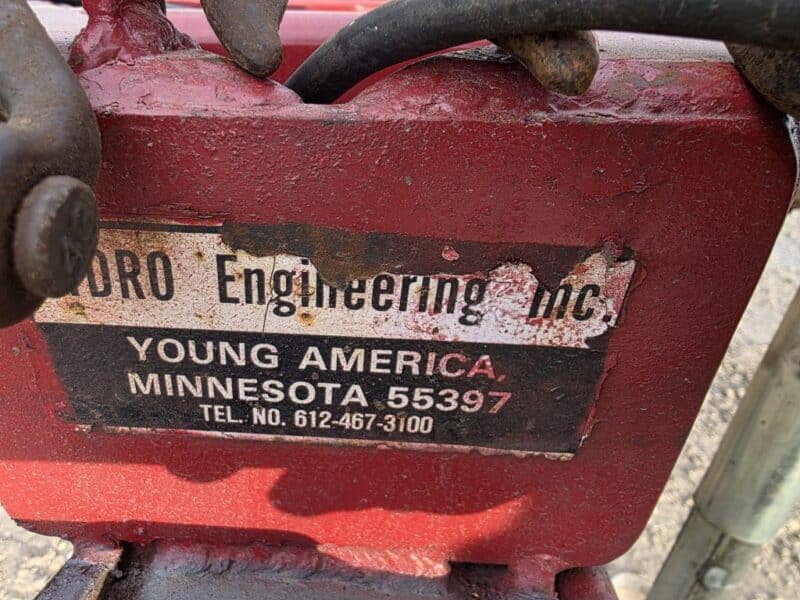 DRO Engineering Inc.
YOUNG AMERICA,
MINNESOTA 55397
TEL. NO. 612-467-3100